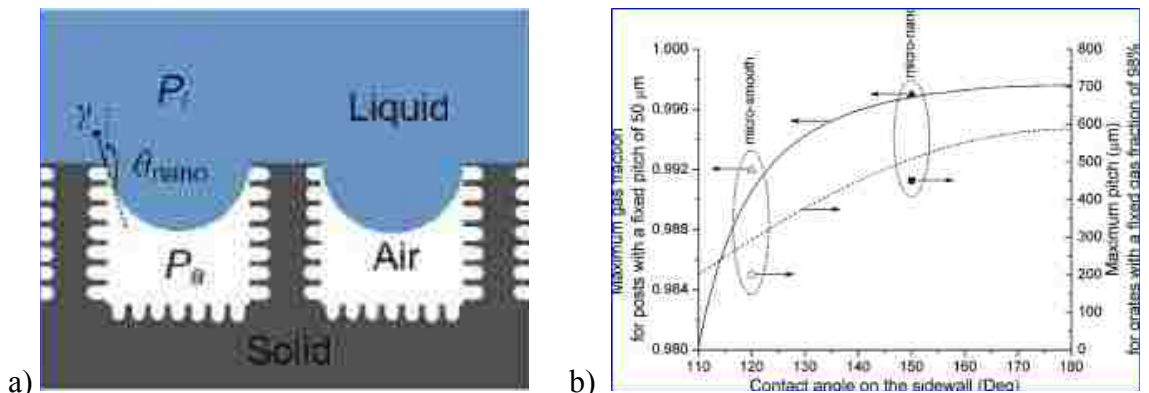 P_l
Liquid
γ
θ_nano
P_a
Air
Solid
a)
b)
Maximum gas fraction
for posts with a fixed pitch of 50 μm
1.000
0.996
0.992
0.988
0.984
0.980
110 120 130 140 150 160 170 180
Contact angle on the sidewall (Deg)
micro-smooth
micro-nano
800
700
600
500
400
300
200
100
0
Maximum pitch (μm)
for grates with a fixed gas fraction of 98%